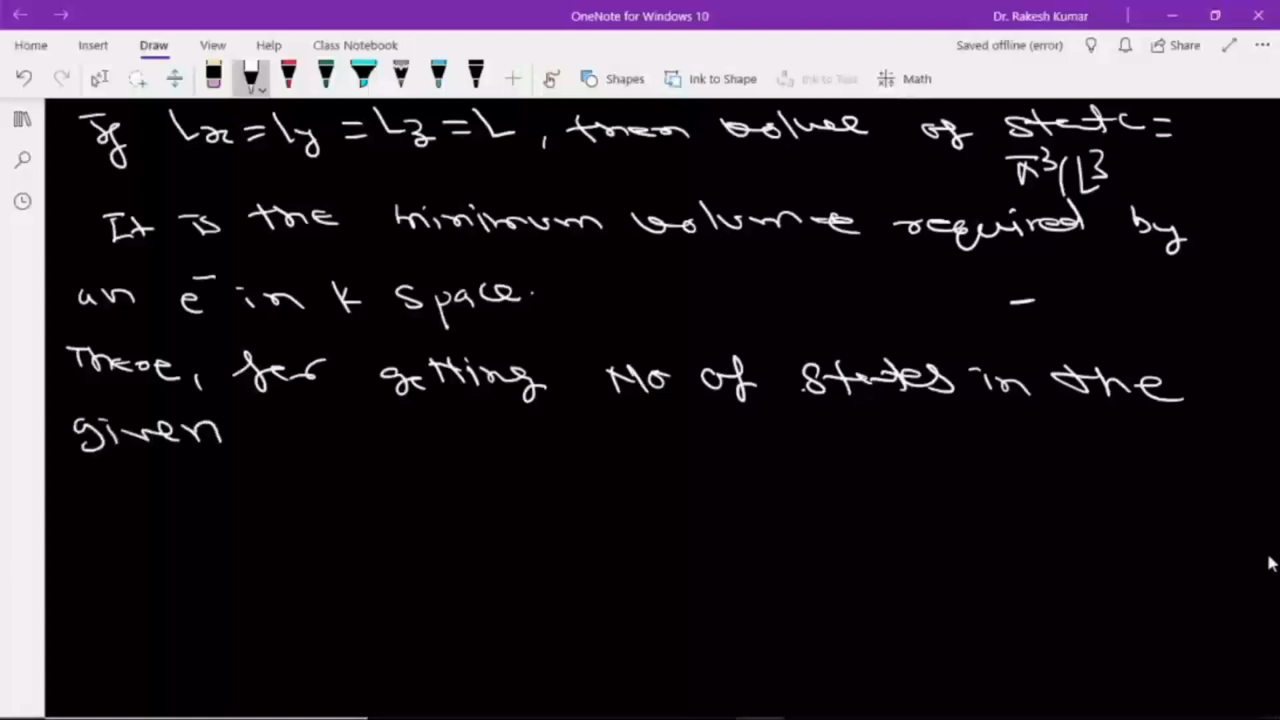 OneNote for Windows 10
Dr. Rakesh Kumar
Home Insert Draw View Help Class Notebook
Saved offline (error) Share
Shapes Ink to Shape Ink to Text Math
If Lx = Ly = Lz = L, then volume of state =
π³/L³
It is the minimum volume required by
an e⁻ in k space.
There, for getting No of states in the
given